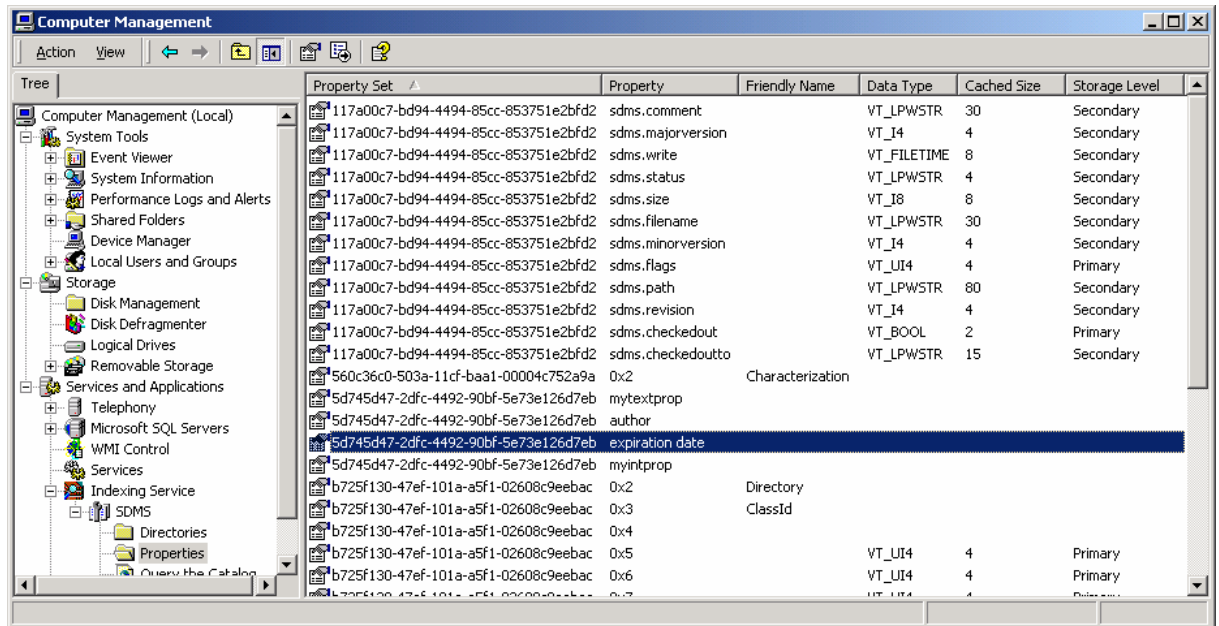 Computer Management
Action View
Tree
Computer Management (Local)
System Tools
Event Viewer
System Information
Performance Logs and Alerts
Shared Folders
Device Manager
Local Users and Groups
Storage
Disk Management
Disk Defragmenter
Logical Drives
Removable Storage
Services and Applications
Telephony
Microsoft SQL Servers
WMI Control
Services
Indexing Service
SDMS
Directories
Properties
Query the Catalog
Property Set Property Friendly Name Data Type Cached Size Storage Level
117a00c7-bd94-4494-85cc-853751e2bfd2 sdms.comment VT_LPWSTR 30 Secondary
117a00c7-bd94-4494-85cc-853751e2bfd2 sdms.majorversion VT_I4 4 Secondary
117a00c7-bd94-4494-85cc-853751e2bfd2 sdms.write VT_FILETIME 8 Secondary
117a00c7-bd94-4494-85cc-853751e2bfd2 sdms.status VT_LPWSTR 4 Secondary
117a00c7-bd94-4494-85cc-853751e2bfd2 sdms.size VT_I8 8 Secondary
117a00c7-bd94-4494-85cc-853751e2bfd2 sdms.filename VT_LPWSTR 30 Secondary
117a00c7-bd94-4494-85cc-853751e2bfd2 sdms.minorversion VT_I4 4 Secondary
117a00c7-bd94-4494-85cc-853751e2bfd2 sdms.flags VT_UI4 4 Primary
117a00c7-bd94-4494-85cc-853751e2bfd2 sdms.path VT_LPWSTR 80 Secondary
117a00c7-bd94-4494-85cc-853751e2bfd2 sdms.revision VT_I4 4 Secondary
117a00c7-bd94-4494-85cc-853751e2bfd2 sdms.checkedout VT_BOOL 2 Primary
117a00c7-bd94-4494-85cc-853751e2bfd2 sdms.checkedoutto VT_LPWSTR 15 Secondary
560c36c0-503a-11cf-baa1-00004c752a9a 0x2 Characterization
5d745d47-2dfc-4492-90bf-5e73e126d7eb mytextprop
5d745d47-2dfc-4492-90bf-5e73e126d7eb author
5d745d47-2dfc-4492-90bf-5e73e126d7eb expiration date
5d745d47-2dfc-4492-90bf-5e73e126d7eb myintprop
b725f130-47ef-101a-a5f1-02608c9eebac 0x2 Directory
b725f130-47ef-101a-a5f1-02608c9eebac 0x3 ClassId
b725f130-47ef-101a-a5f1-02608c9eebac 0x4
b725f130-47ef-101a-a5f1-02608c9eebac 0x5 VT_UI4 4 Primary
b725f130-47ef-101a-a5f1-02608c9eebac 0x6 VT_UI4 4 Primary